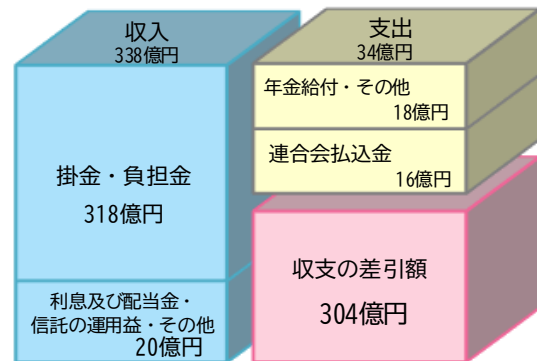 収入
338億円
掛金・負担金
318億円
利息及び配当金・
信託の運用益・その他
20億円
支出
34億円
年金給付・その他
18億円
連合会払込金
16億円
収支の差引額
304億円